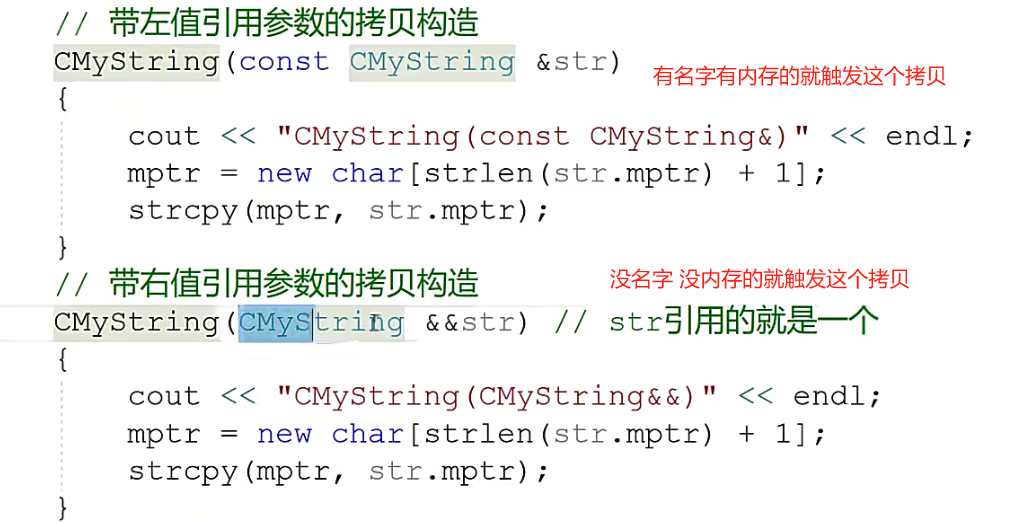 // 带左值引用参数的拷贝构造
CMyString(const CMyString &str)
有名字有内存的就触发这个拷贝
{
cout << "CMyString(const CMyString&)" << endl;
mptr = new char[strlen(str.mptr) + 1];
strcpy(mptr, str.mptr);
}
// 带右值引用参数的拷贝构造
没名字 没内存的就触发这个拷贝
CMyString(CMyString &&str) // str引用的就是一个
{
cout << "CMyString(CMyString&&)" << endl;
mptr = new char[strlen(str.mptr) + 1];
strcpy(mptr, str.mptr);
}